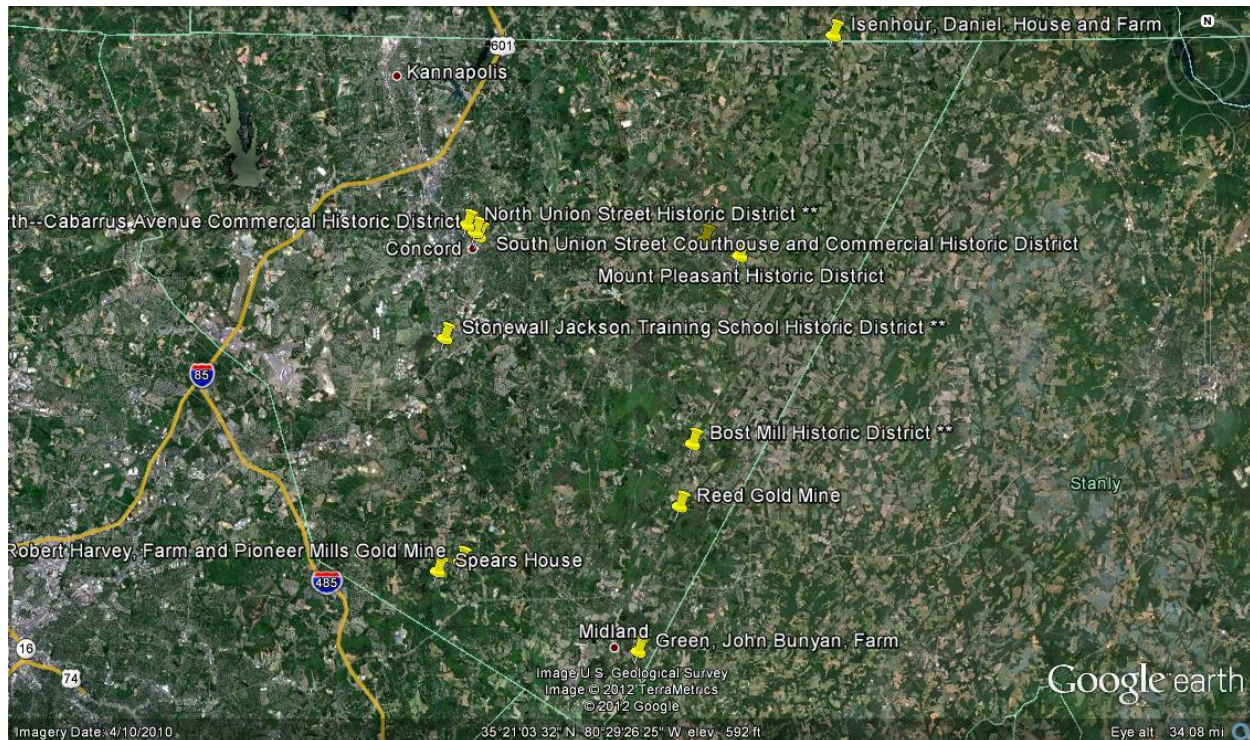 Isenhour, Daniel, House and Farm
N
601
Kannapolis
North Union Street Historic District **
rth--Cabarrus Avenue Commercial Historic District
South Union Street Courthouse and Commercial Historic District
Concord
Mount Pleasant Historic District
Stonewall Jackson Training School Historic District **
85
Bost Mill Historic District **
Stanly
Reed Gold Mine
Robert Harvey, Farm and Pioneer Mills Gold Mine
Spears House
485
Midland
Green, John Bunyan, Farm
16
74
Image U.S. Geological Survey
Image © 2012 TerraMetrics
© 2012 Google
Google earth
Imagery Date: 4/10/2010
35°21'03.32" N 80°29'26.25" W elev 592 ft
Eye alt 34.08 mi